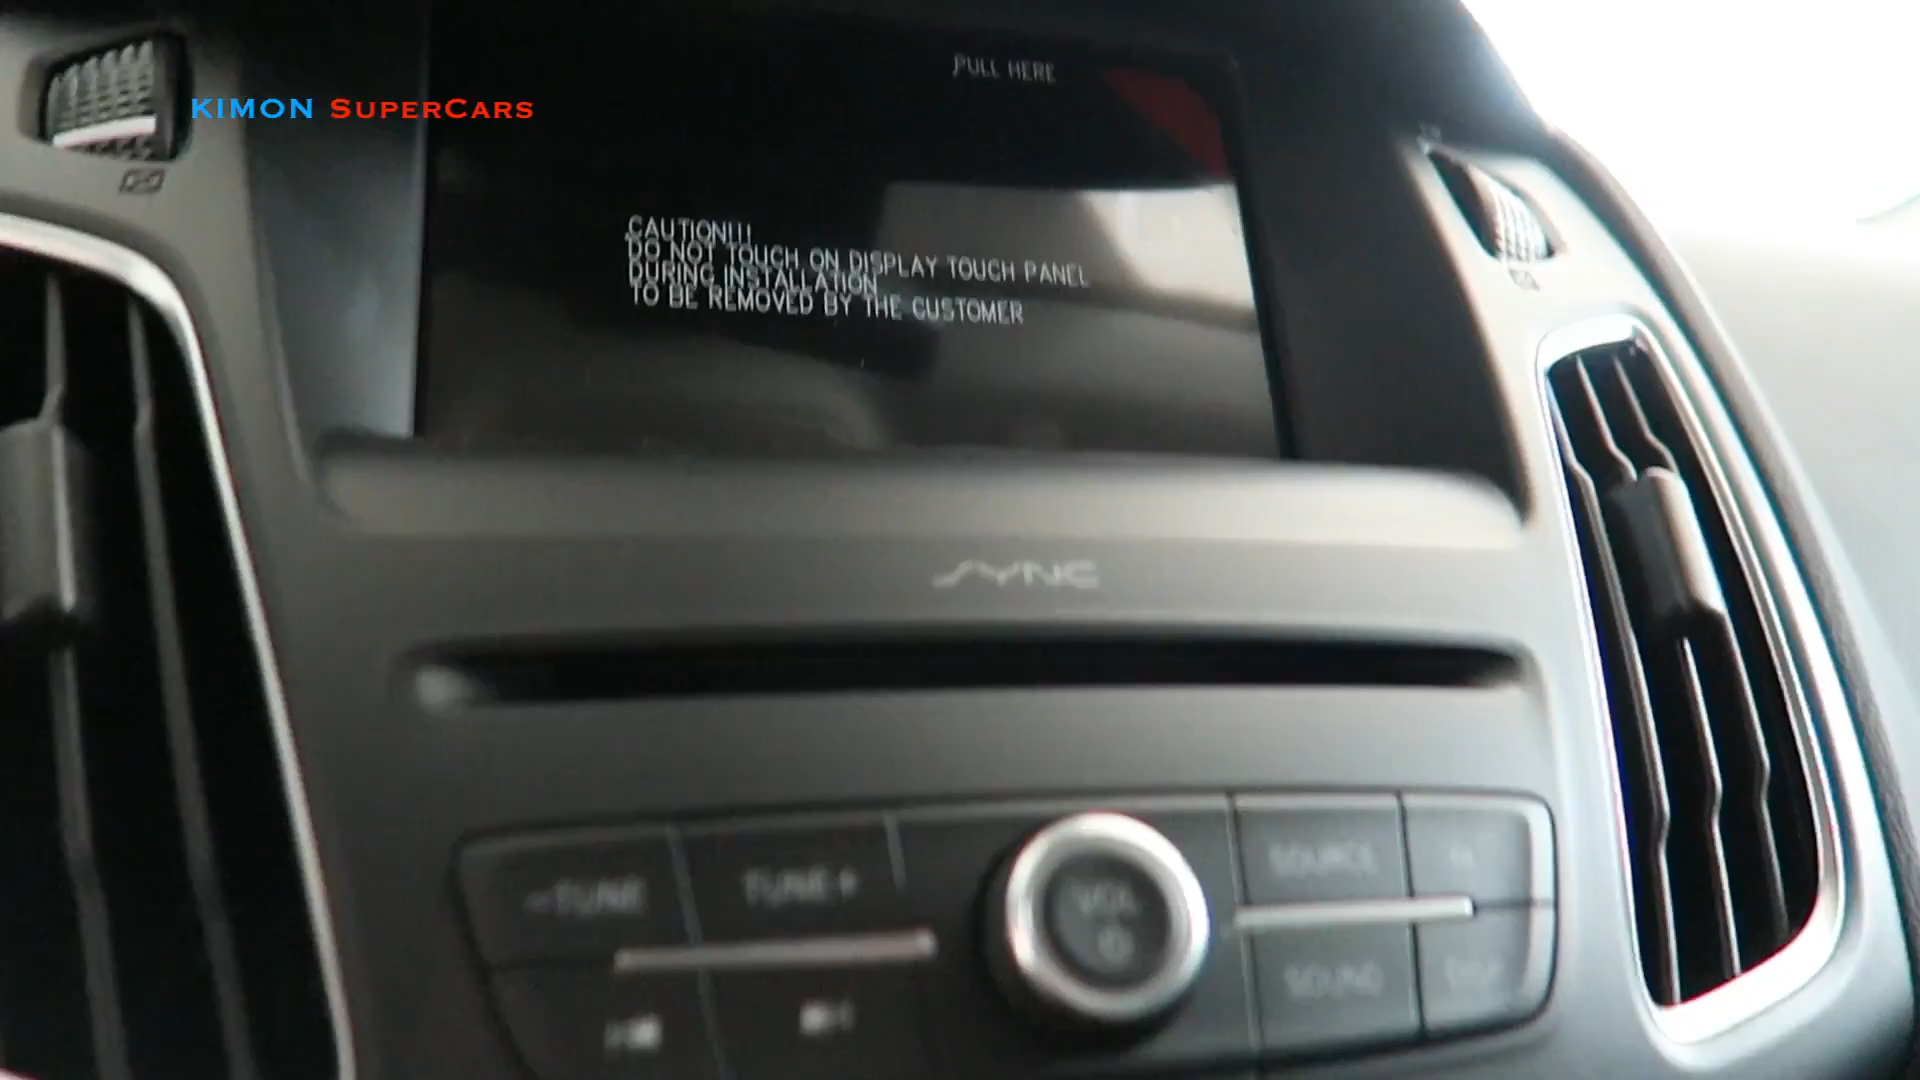 PULL HERE
KIMON SUPERCARS
CAUTION!!!
DO NOT TOUCH ON DISPLAY TOUCH PANEL
DURING INSTALLATION
TO BE REMOVED BY THE CUSTOMER
SYNC
−TUNE
TUNE+
VOL
SOURCE
SOUND